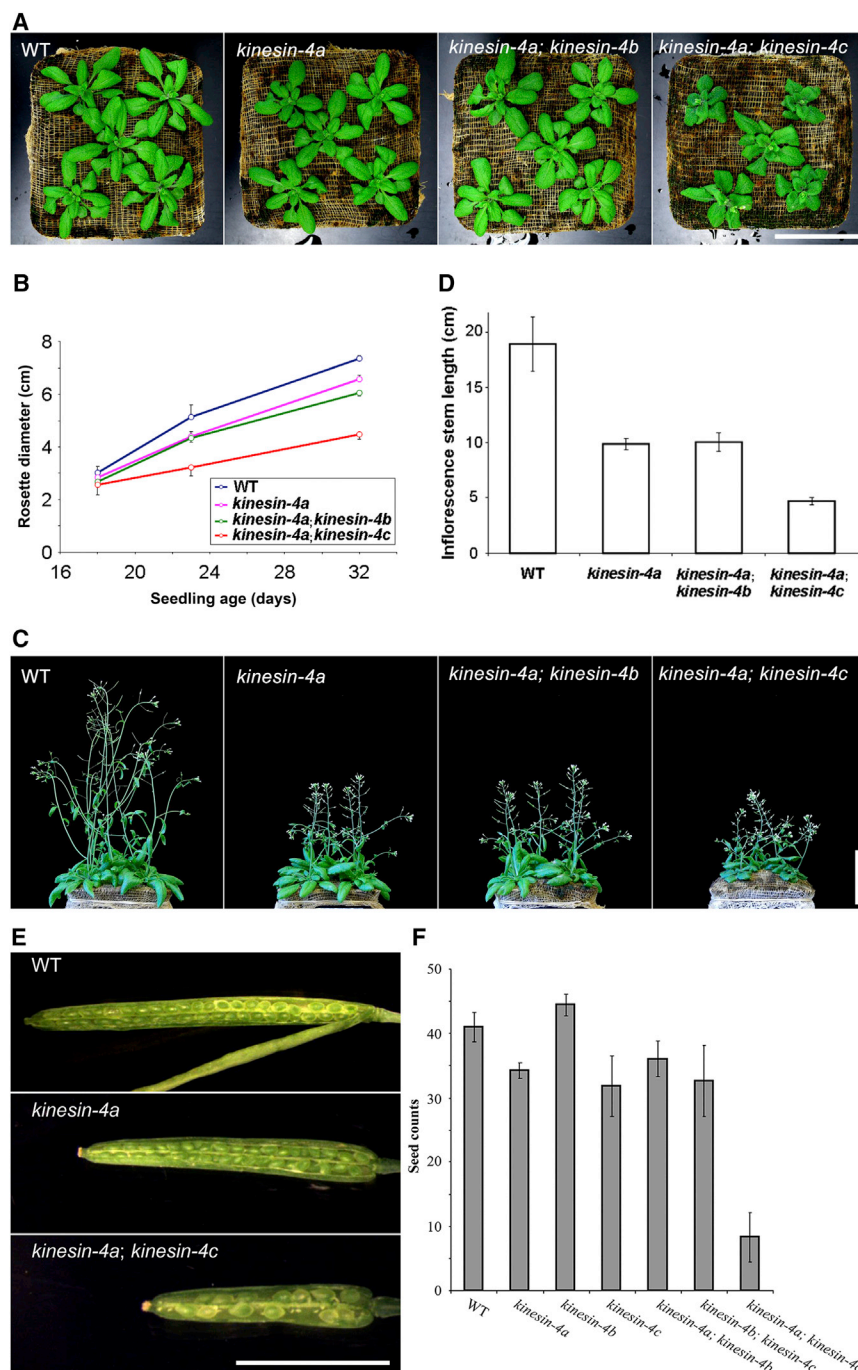 A
WT
kinesin-4a
kinesin-4a; kinesin-4b
kinesin-4a; kinesin-4c
B
Rosette diameter (cm)
8
6
4
2
0
16
20
24
28
32
Seedling age (days)
WT
kinesin-4a
kinesin-4a;kinesin-4b
kinesin-4a;kinesin-4c
D
Inflorescence stem length (cm)
20
15
10
5
0
WT
kinesin-4a
kinesin-4a;
kinesin-4b
kinesin-4a;
kinesin-4c
C
WT
kinesin-4a
kinesin-4a; kinesin-4b
kinesin-4a; kinesin-4c
E
WT
kinesin-4a
kinesin-4a; kinesin-4c
F
Seed counts
50
40
30
20
10
0
WT
kinesin-4a
kinesin-4b
kinesin-4c
kinesin-4a; kinesin-4b
kinesin-4b; kinesin-4c
kinesin-4a; kinesin-4c